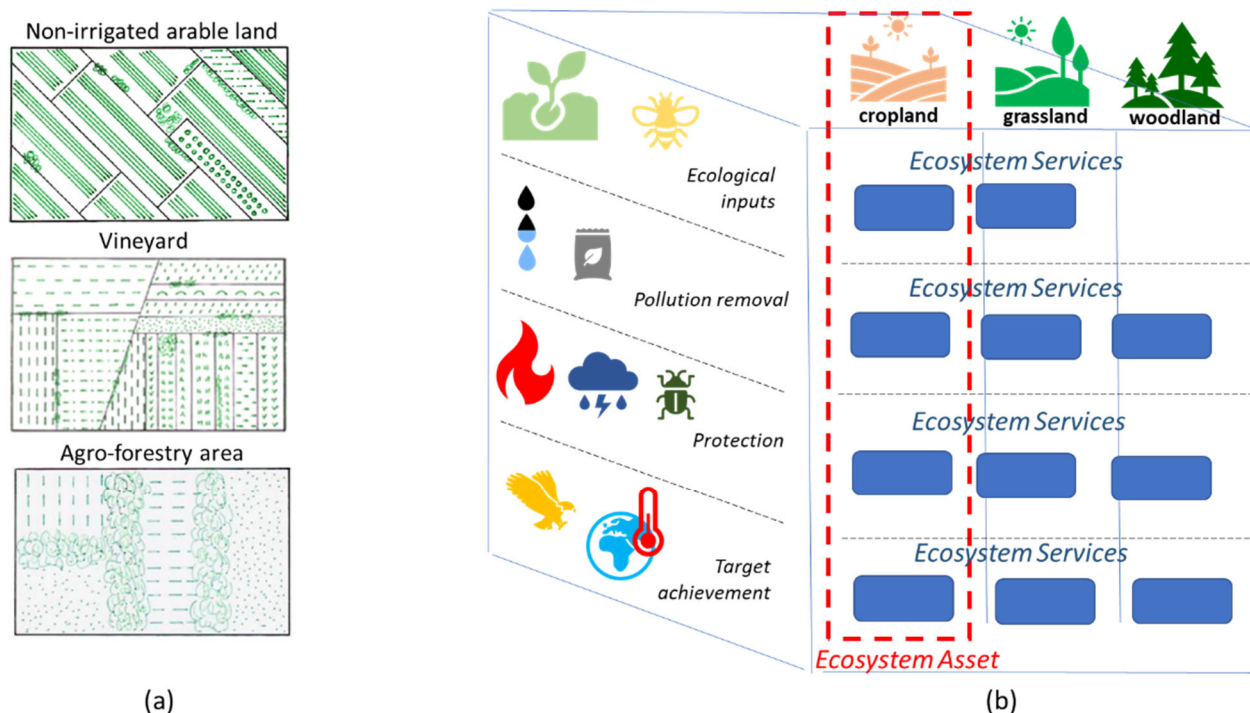 Non-irrigated arable land
Vineyard
Agro-forestry area
(a)
cropland
grassland
woodland
Ecological
inputs
Pollution removal
Protection
Target
achievement
Ecosystem Services
Ecosystem Services
Ecosystem Services
Ecosystem Services
Ecosystem Asset
(b)